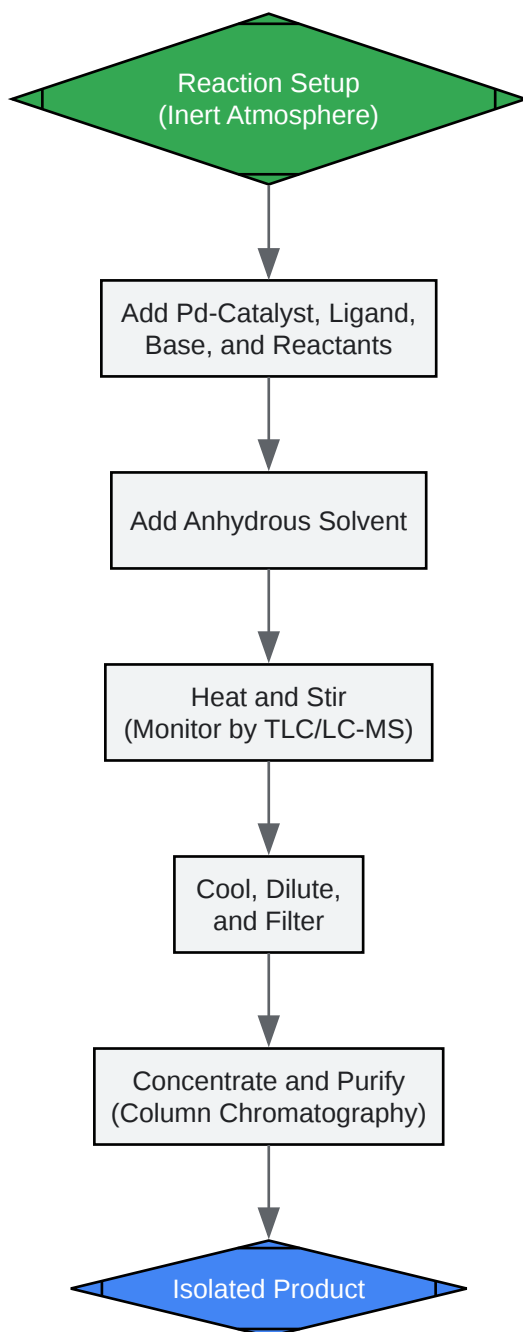 Reaction Setup
(Inert Atmosphere)
Add Pd-Catalyst, Ligand,
Base, and Reactants
Add Anhydrous Solvent
Heat and Stir
(Monitor by TLC/LC-MS)
Cool, Dilute,
and Filter
Concentrate and Purify
(Column Chromatography)
Isolated Product